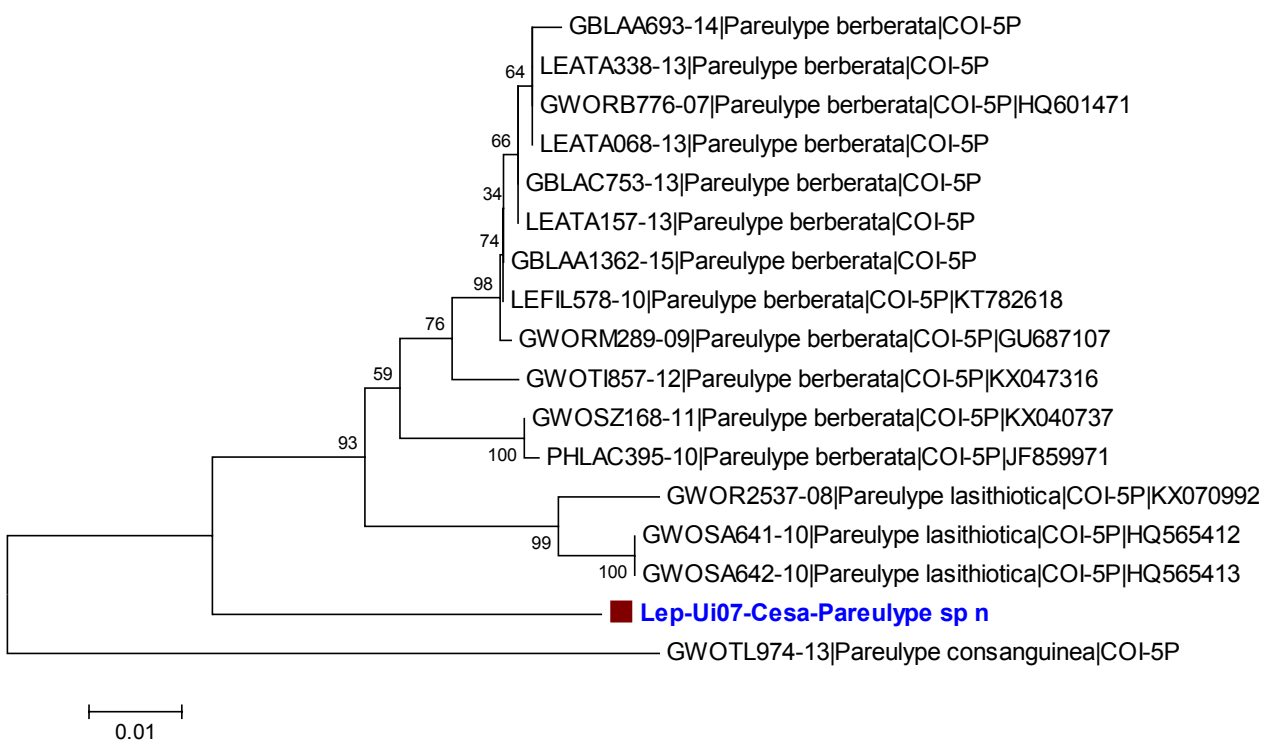 GBLAA693-14|Pareulype berberata|COI-5P
64
LEATA338-13|Pareulype berberata|COI-5P
GWORB776-07|Pareulype berberata|COI-5P|HQ601471
66
LEATA068-13|Pareulype berberata|COI-5P
GBLAC753-13|Pareulype berberata|COI-5P
34
LEATA157-13|Pareulype berberata|COI-5P
74
GBLAA1362-15|Pareulype berberata|COI-5P
98
LEFIL578-10|Pareulype berberata|COI-5P|KT782618
76
GWORM289-09|Pareulype berberata|COI-5P|GU687107
59
GWOTI857-12|Pareulype berberata|COI-5P|KX047316
GWOSZ168-11|Pareulype berberata|COI-5P|KX040737
93
100
PHLAC395-10|Pareulype berberata|COI-5P|JF859971
GWOR2537-08|Pareulype lasithiotica|COI-5P|KX070992
99
GWOSA641-10|Pareulype lasithiotica|COI-5P|HQ565412
100
GWOSA642-10|Pareulype lasithiotica|COI-5P|HQ565413
Lep-Ui07-Cesa-Pareulype sp n
GWOTL974-13|Pareulype consanguinea|COI-5P
0.01